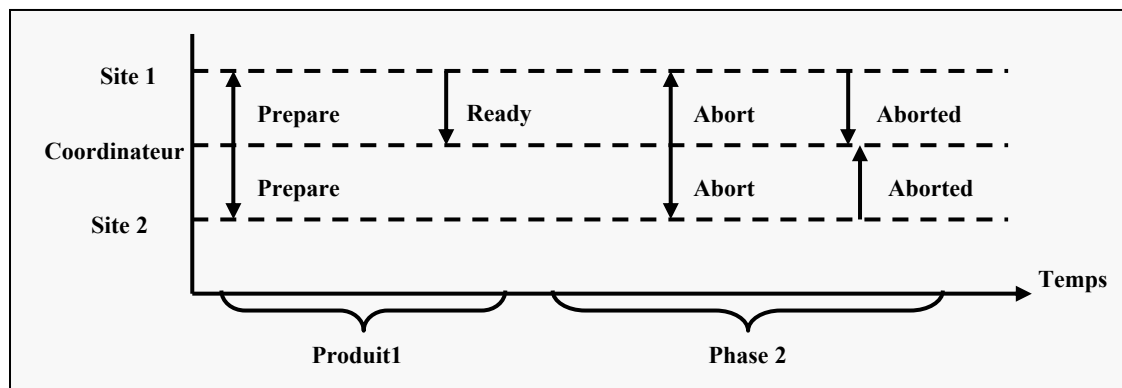 Site 1
Prepare
Ready
Abort
Aborted
Coordinateur
Prepare
Abort
Aborted
Site 2
Temps
Produit1
Phase 2